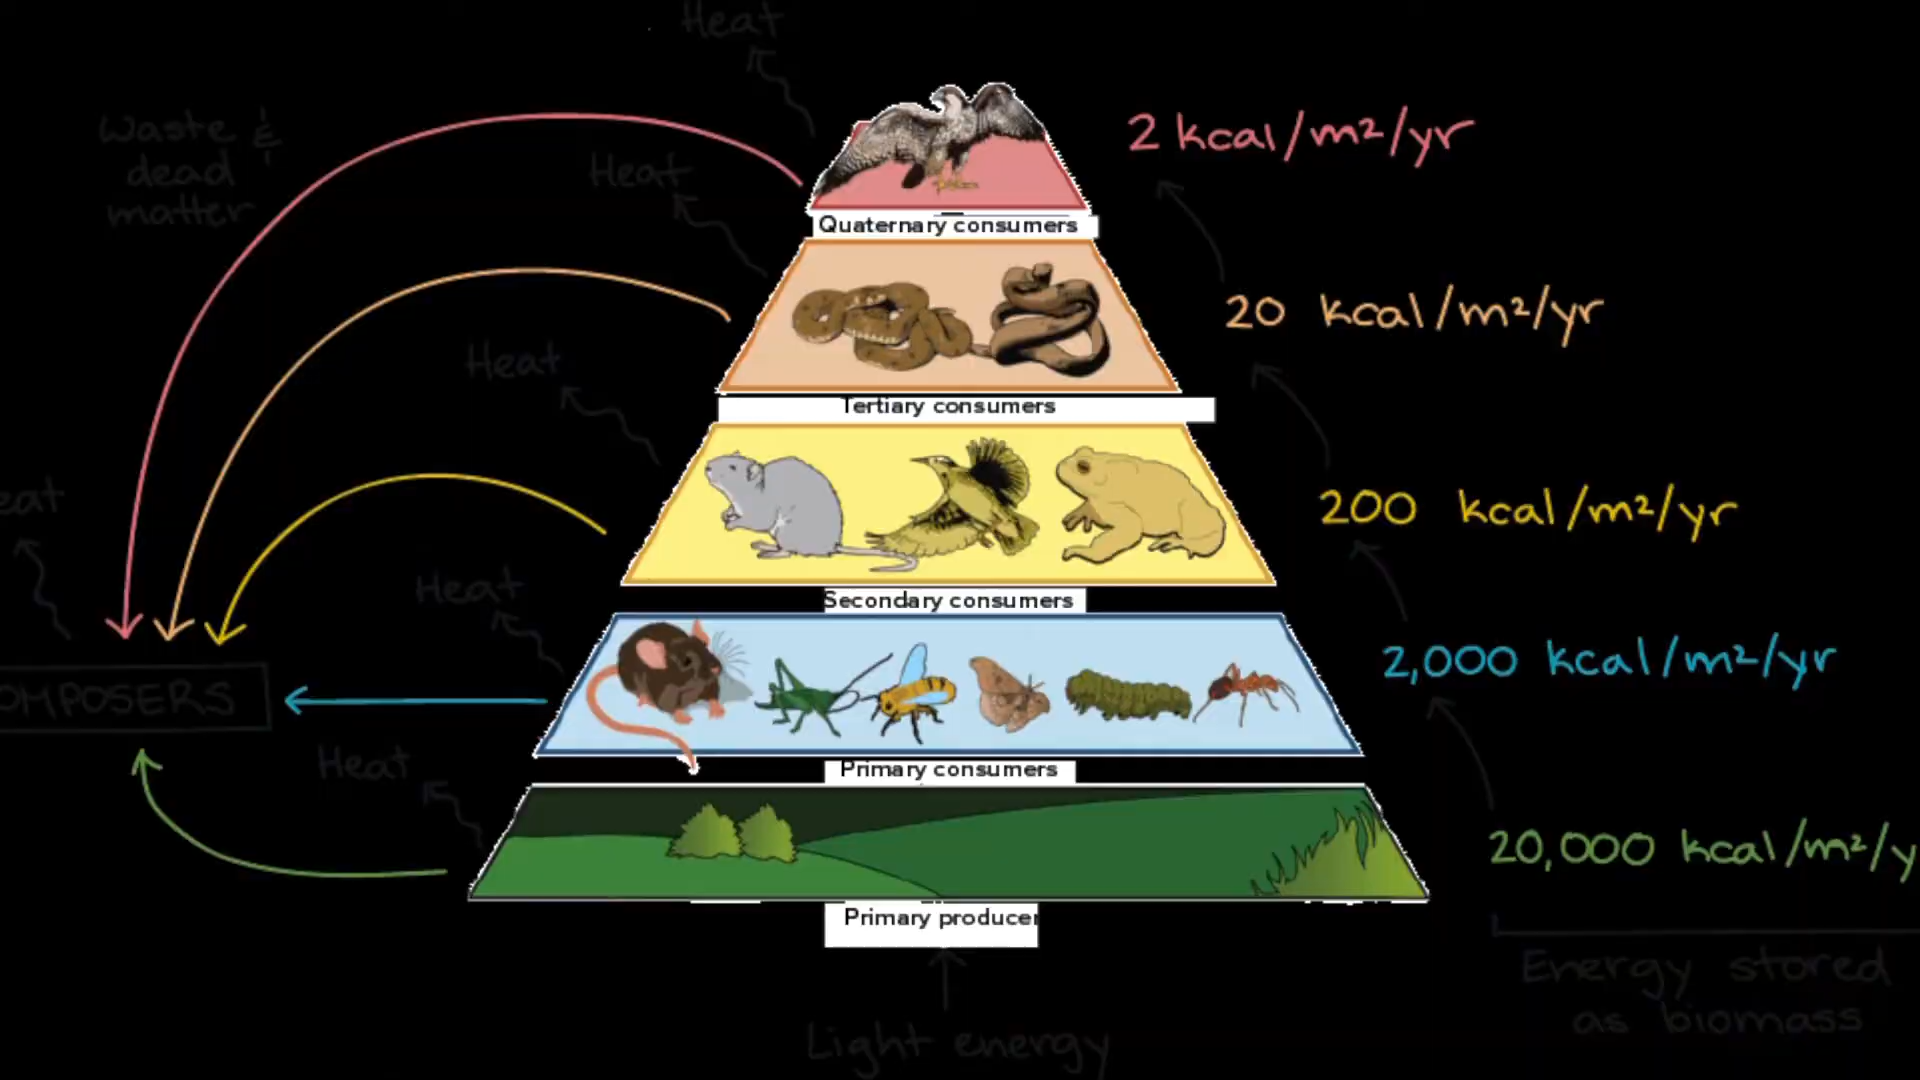 Heat
Waste &
dead
matter
2 kcal/m²/yr
Heat
Quaternary consumers
20 kcal/m²/yr
Heat
Tertiary consumers
eat
200 kcal/m²/yr
Heat
Secondary consumers
2,000 kcal/m²/yr
OMPOSERS
Heat
Primary consumers
20,000 kcal/m²/y
Primary producer
Energy stored
as biomass
Light energy